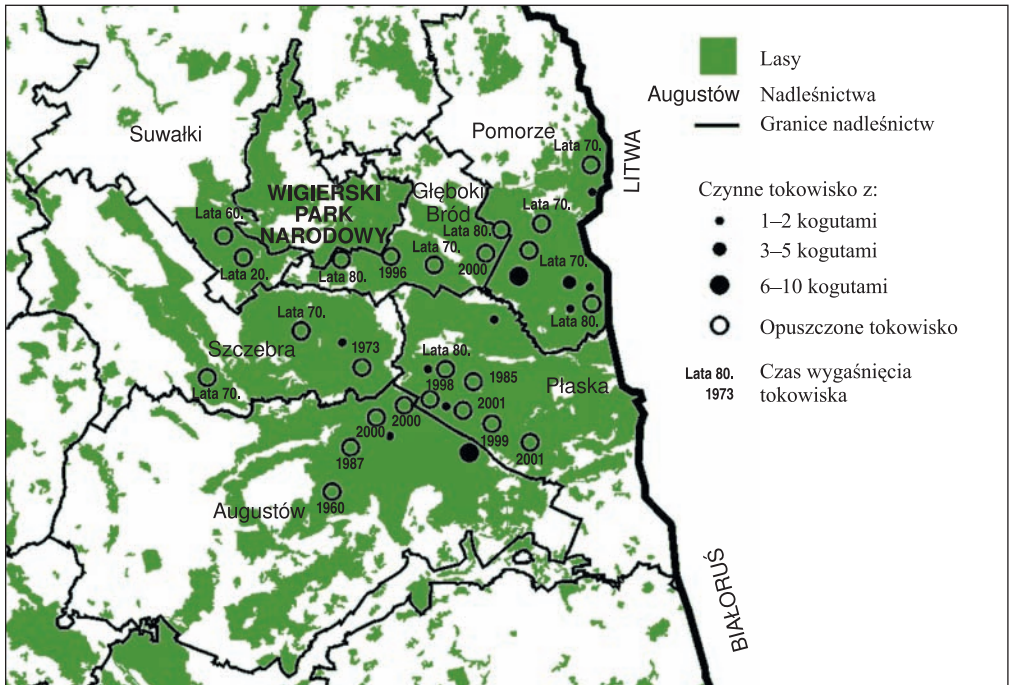 Suwałki
Pomorze
Lata 70.
LITWA
WIGIERSKI
PARK
NARODOWY
Głęboki
Bród
Lata 60.
Lata 20.
Lata 80.
1996
Lata 70.
Lata 80.
2000
Lata 70.
Lata 70.
Lata 80.
Lata 70.
Szczebra
1973
Lata 70.
Lata 80.
1985
Płaska
1998
2001
1999
2001
2000
2000
1987
Augustów
1960
BIAŁORUŚ
Lasy
Augustów Nadleśnictwa
Granice nadleśnictw
Czynne tokowisko z:
1–2 kogutami
3–5 kogutami
6–10 kogutami
Opuszczone tokowisko
Lata 80. Czas wygaśnięcia
1973 tokowiska